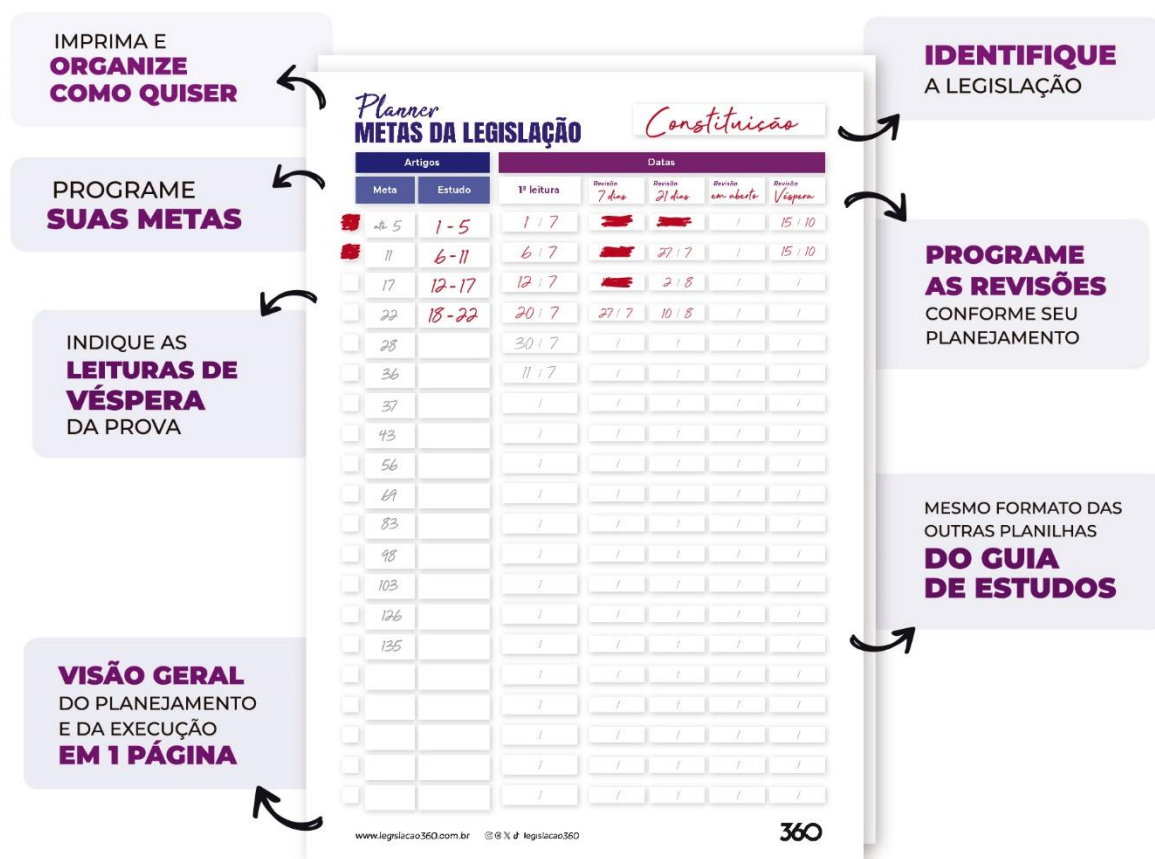 IMPRIMA E
ORGANIZE
COMO QUISER
PROGRAME
SUAS METAS
INDIQUE AS
LEITURAS DE
VÉSPERA
DA PROVA
VISÃO GERAL
DO PLANEJAMENTO
E DA EXECUÇÃO
EM 1 PÁGINA
Planner
METAS DA LEGISLAÇÃO
Constituição
Artigos Datas
Meta Estudo 1ª leitura Revisão 7 dias Revisão 21 dias Revisão em aberto Revisão Véspera
até 5 1 - 5 1 / 7 / 15 / 10
11 6 - 11 6 / 7 27 / 7 / 15 / 10
17 12 - 17 12 / 7 2 / 8 / /
22 18 - 22 20 / 7 27 / 7 10 / 8 / /
28 30 / 7 / / / /
36 11 / 7 / / / /
37 / / / / /
43 / / / / /
56 / / / / /
69 / / / / /
83 / / / / /
98 / / / / /
103 / / / / /
126 / / / / /
135 / / / / /
/ / / / /
/ / / / /
/ / / / /
/ / / / /
/ / / / /
www.legislacao360.com.br legislacao360
360
IDENTIFIQUE
A LEGISLAÇÃO
PROGRAME
AS REVISÕES
CONFORME SEU
PLANEJAMENTO
MESMO FORMATO DAS
OUTRAS PLANILHAS
DO GUIA
DE ESTUDOS